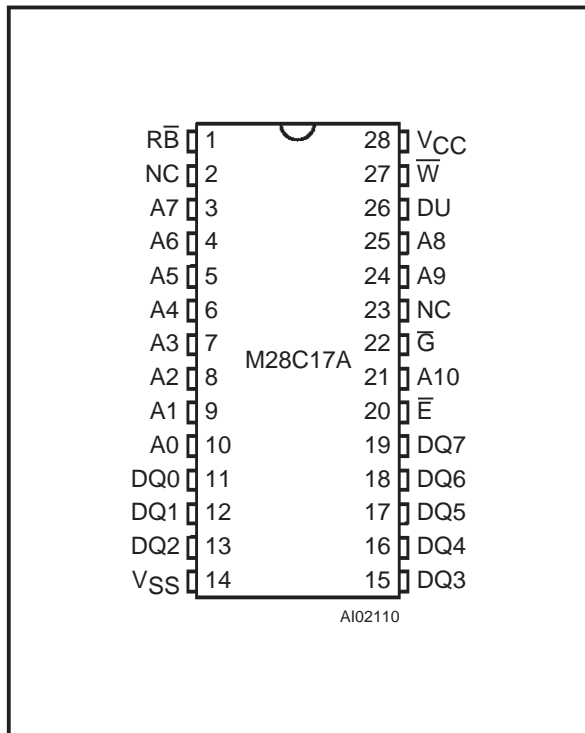 RB̅ 1 28 VCC
NC 2 27 W̅
A7 3 26 DU
A6 4 25 A8
A5 5 24 A9
A4 6 23 NC
A3 7 22 G̅
M28C17A
A2 8 21 A10
A1 9 20 E̅
A0 10 19 DQ7
DQ0 11 18 DQ6
DQ1 12 17 DQ5
DQ2 13 16 DQ4
VSS 14 15 DQ3
AI02110